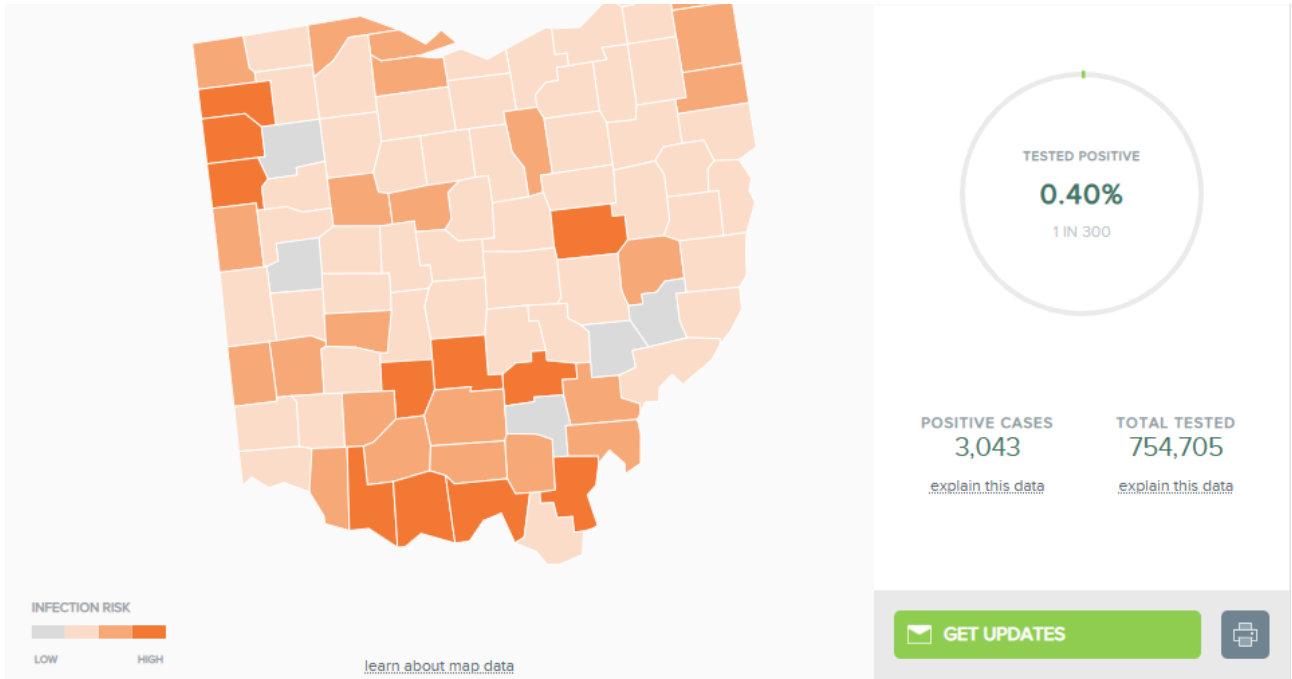 TESTED POSITIVE
0.40%
1 IN 300
POSITIVE CASES
3,043
explain this data
TOTAL TESTED
754,705
explain this data
INFECTION RISK
LOW
HIGH
learn about map data
GET UPDATES